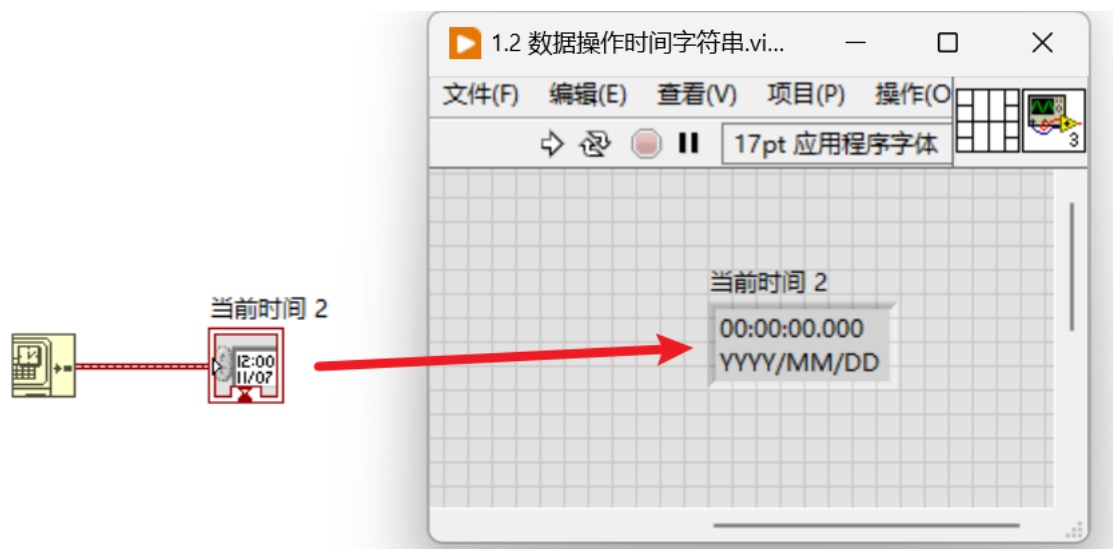 1.2 数据操作时间字符串.vi...
文件(F) 编辑(E) 查看(V) 项目(P) 操作(O
17pt 应用程序字体
3
当前时间 2
00:00:00.000
YYYY/MM/DD
当前时间 2
12:00
11/07